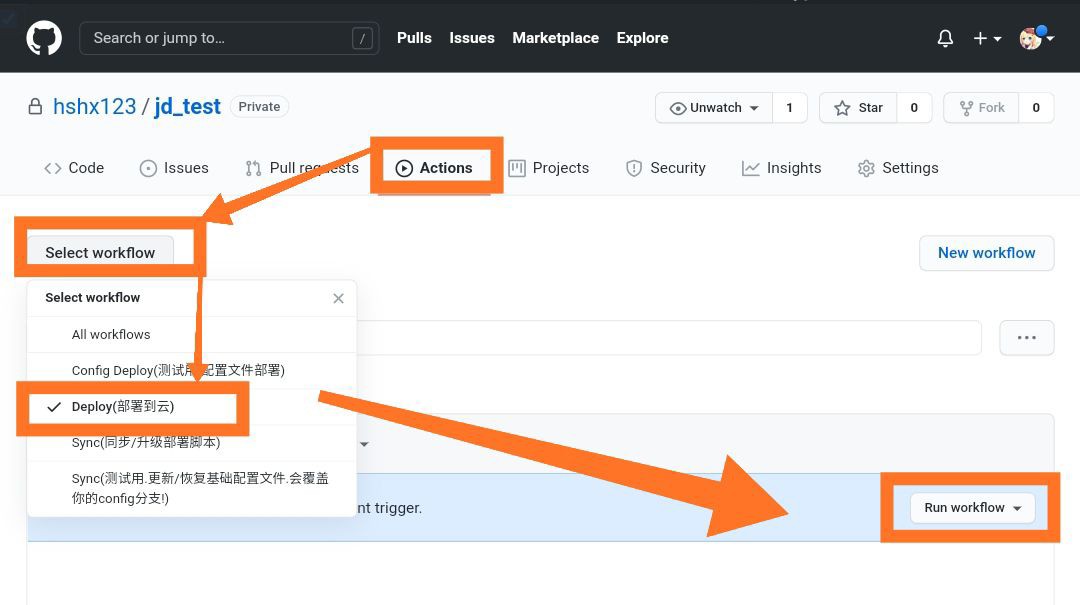 Search or jump to…
/
Pulls
Issues
Marketplace
Explore
hshx123 / jd_test
Private
Unwatch
1
Star
0
Fork
0
Code
Issues
Pull requests
Actions
Projects
Security
Insights
Settings
Select workflow
New workflow
Select workflow
All workflows
Config Deploy(测试用 配置文件部署)
Deploy(部署到云)
Sync(同步/升级部署脚本)
Sync(测试用.更新/恢复基础配置文件.会覆盖
你的config分支!)
nt trigger.
Run workflow